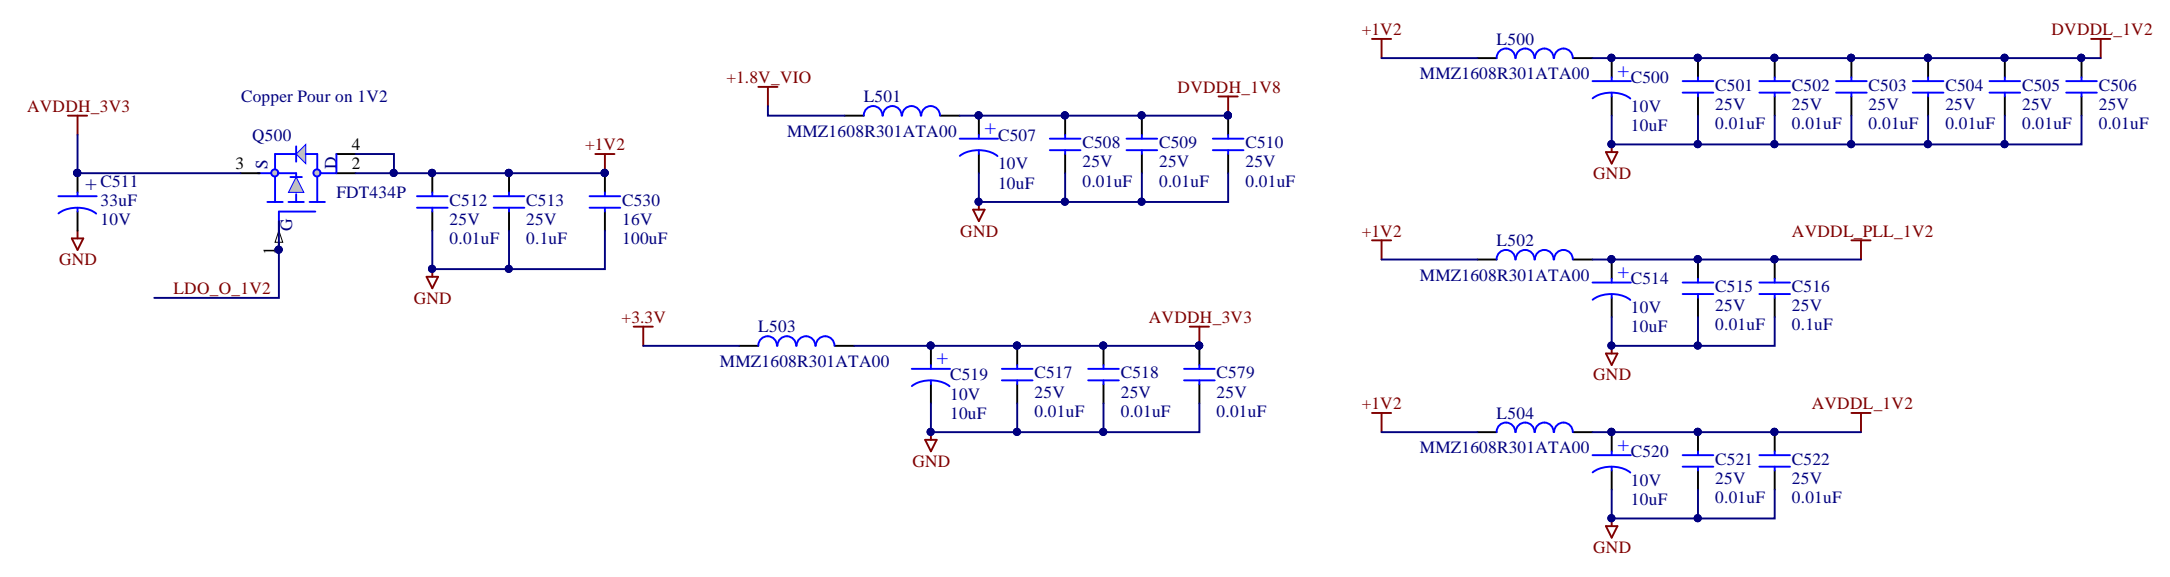 Copper Pour on 1V2
AVDDH_3V3
Q500
3
S
D
4
2
FDT434P
G
1
LDO_O_1V2
+
C511
33uF
10V
GND
+1V2
C512
25V
0.01uF
C513
25V
0.1uF
C530
16V
100uF
GND
+1.8V_VIO
L501
MMZ1608R301ATA00
DVDDH_1V8
+
C507
10V
10uF
C508
25V
0.01uF
C509
25V
0.01uF
C510
25V
0.01uF
GND
+3.3V
L503
MMZ1608R301ATA00
AVDDH_3V3
+
C519
10V
10uF
C517
25V
0.01uF
C518
25V
0.01uF
C579
25V
0.01uF
GND
+1V2
L500
MMZ1608R301ATA00
DVDDL_1V2
+
C500
10V
10uF
C501
25V
0.01uF
C502
25V
0.01uF
C503
25V
0.01uF
C504
25V
0.01uF
C505
25V
0.01uF
C506
25V
0.01uF
GND
+1V2
L502
MMZ1608R301ATA00
AVDDL_PLL_1V2
+
C514
10V
10uF
C515
25V
0.01uF
C516
25V
0.1uF
GND
+1V2
L504
MMZ1608R301ATA00
AVDDL_1V2
+
C520
10V
10uF
C521
25V
0.01uF
C522
25V
0.01uF
GND